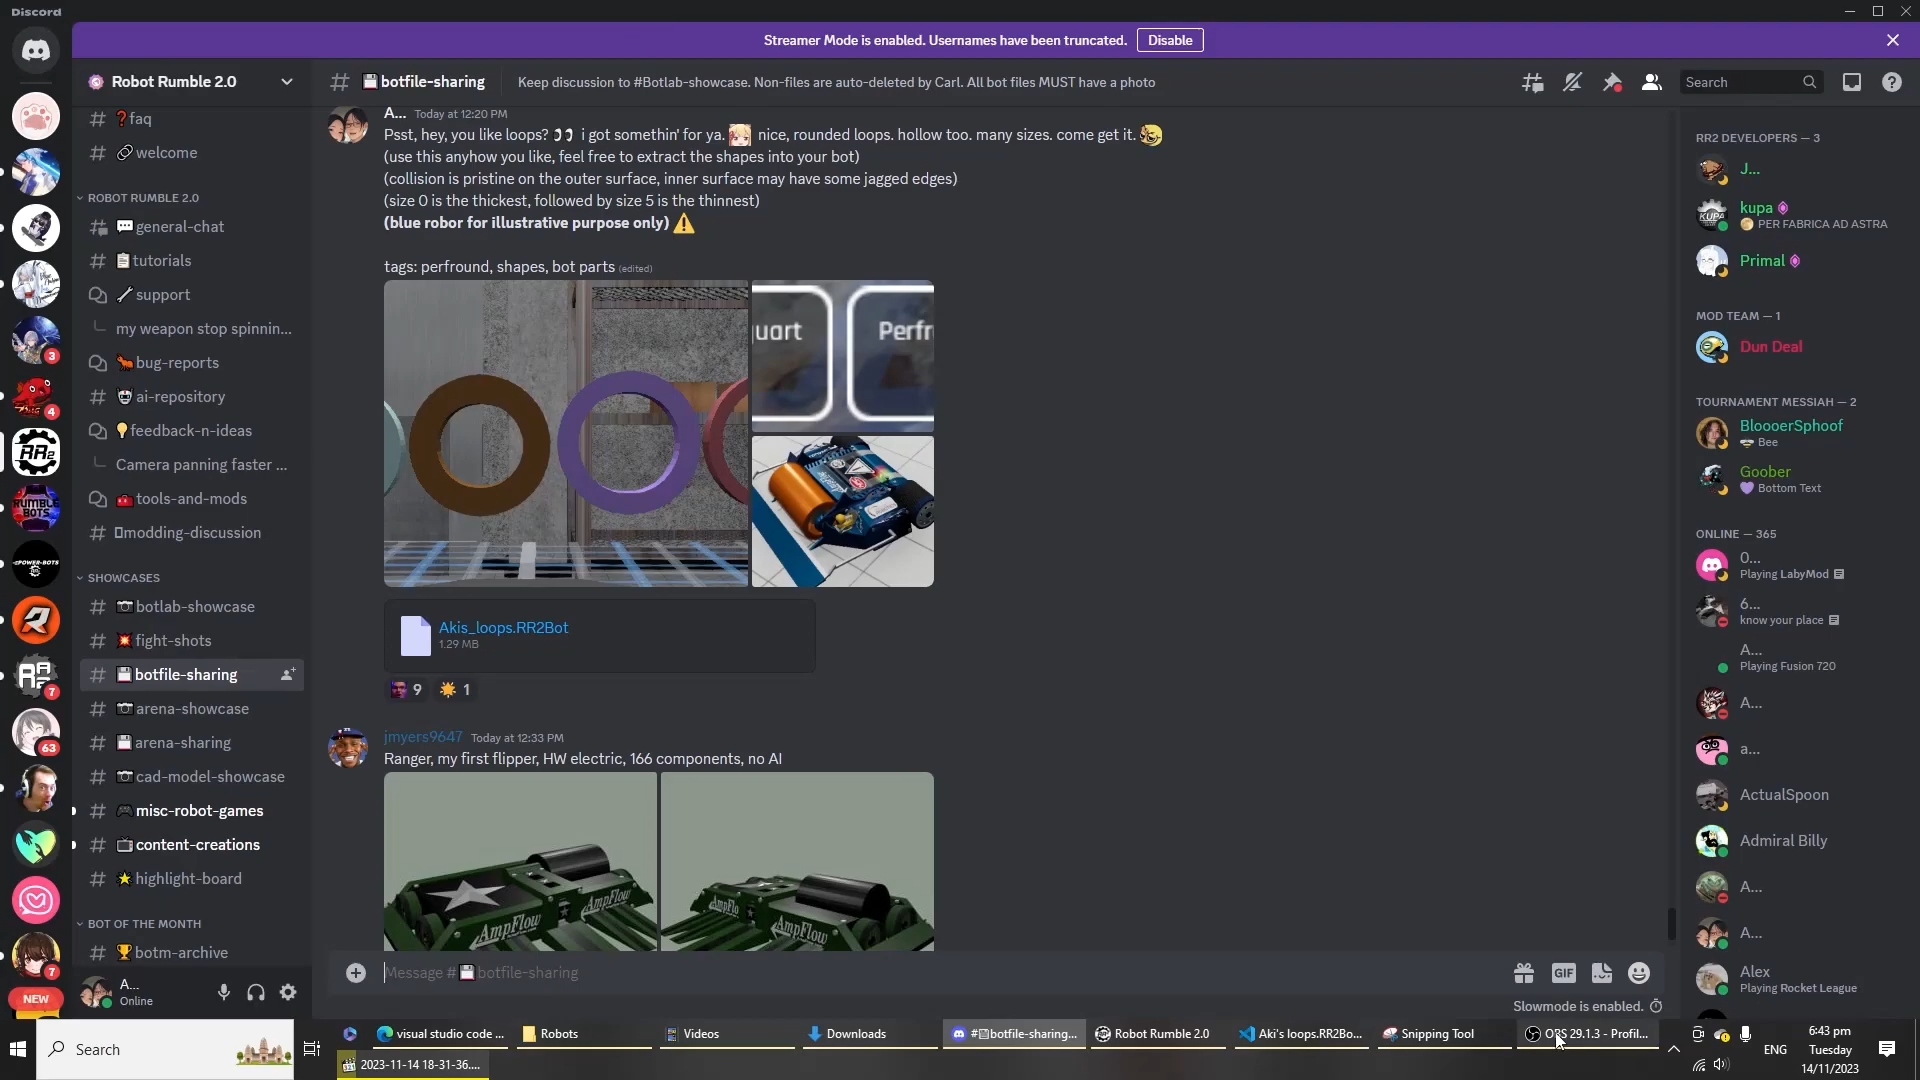 Discord
Streamer Mode is enabled. Usernames have been truncated.
Disable
Robot Rumble 2.0
botfile-sharing
Keep discussion to #Botlab-showcase. Non-files are auto-deleted by Carl. All bot files MUST have a photo
Search
faq
welcome
ROBOT RUMBLE 2.0
general-chat
tutorials
support
my weapon stop spinnin...
bug-reports
ai-repository
feedback-n-ideas
Camera panning faster ...
tools-and-mods
modding-discussion
SHOWCASES
botlab-showcase
fight-shots
botfile-sharing
arena-showcase
arena-sharing
cad-model-showcase
misc-robot-games
content-creations
highlight-board
BOT OF THE MONTH
botm-archive
A...
Online
3
4
RR2
RUMBLE
BOTS
POWER-BOTS
7
63
7
NEW
A... Today at 12:20 PM
Psst, hey, you like loops? i got somethin' for ya. nice, rounded loops. hollow too. many sizes. come get it.
(use this anyhow you like, feel free to extract the shapes into your bot)
(collision is pristine on the outer surface, inner surface may have some jagged edges)
(size 0 is the thickest, followed by size 5 is the thinnest)
(blue robor for illustrative purpose only)
tags: perfround, shapes, bot parts (edited)
uart
Perfr
Akis_loops.RR2Bot
1.29 MB
9
1
jmyers9647 Today at 12:33 PM
Ranger, my first flipper, HW electric, 166 components, no AI
AmpFlow
AmpFlow
AmpFlo
AmpFlow
Message # botfile-sharing
GIF
Slowmode is enabled.
RR2 DEVELOPERS — 3
J...
kupa
PER FABRICA AD ASTRA
Primal
MOD TEAM — 1
Dun Deal
TOURNAMENT MESSIAH — 2
BloooerSphoof
Bee
Goober
Bottom Text
ONLINE — 365
0...
Playing LabyMod
6...
know your place
A...
Playing Fusion 720
A...
a...
ActualSpoon
Admiral Billy
A...
A...
Alex
Playing Rocket League
Search
visual studio code ...
Robots
Videos
Downloads
#botfile-sharing...
Robot Rumble 2.0
Aki's loops.RR2Bo...
Snipping Tool
OBS 29.1.3 - Profil...
2023-11-14 18-31-36....
ENG
6:43 pm
Tuesday
14/11/2023